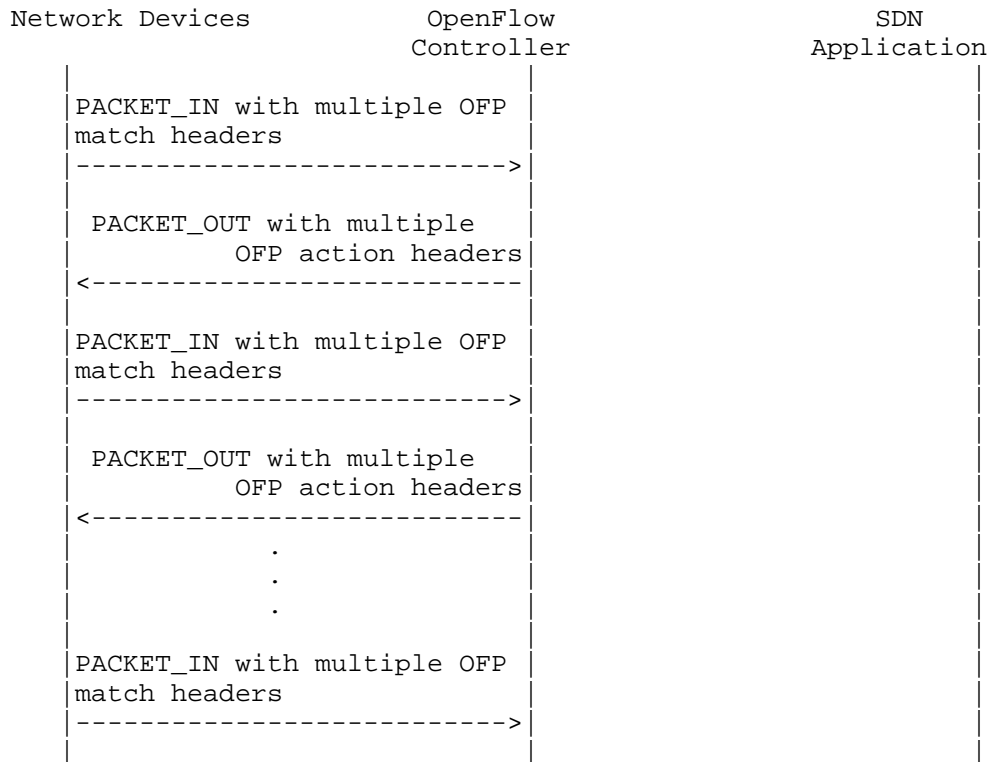 Network Devices OpenFlow SDN
Controller Application
PACKET_IN with multiple OFP
match headers
PACKET_OUT with multiple
OFP action headers
PACKET_IN with multiple OFP
match headers
PACKET_OUT with multiple
OFP action headers
.
.
.
PACKET_IN with multiple OFP
match headers